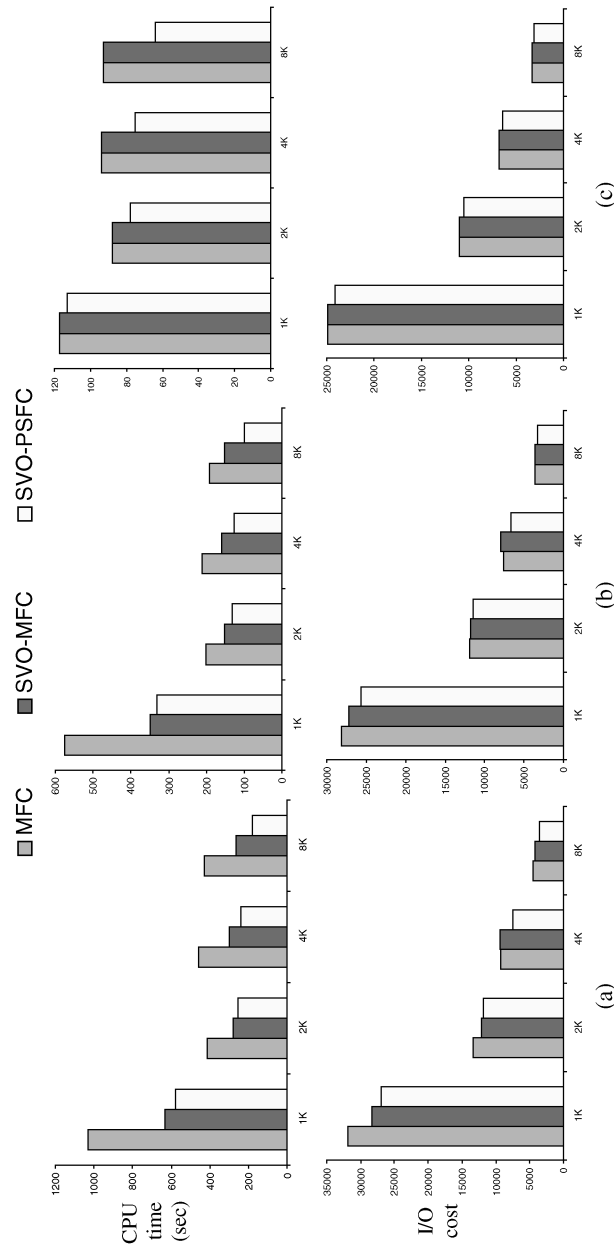 MFC
SVO-MFC
SVO-PSFC
CPU
time
(sec)
1200
1000
800
600
400
200
0
1K
2K
4K
8K
600
500
400
300
200
100
0
1K
2K
4K
8K
120
100
80
60
40
20
0
1K
2K
4K
8K
I/O
cost
35000
30000
25000
20000
15000
10000
5000
0
1K
2K
4K
8K
30000
25000
20000
15000
10000
5000
0
1K
2K
4K
8K
25000
20000
15000
10000
5000
0
1K
2K
4K
8K
(a)
(b)
(c)